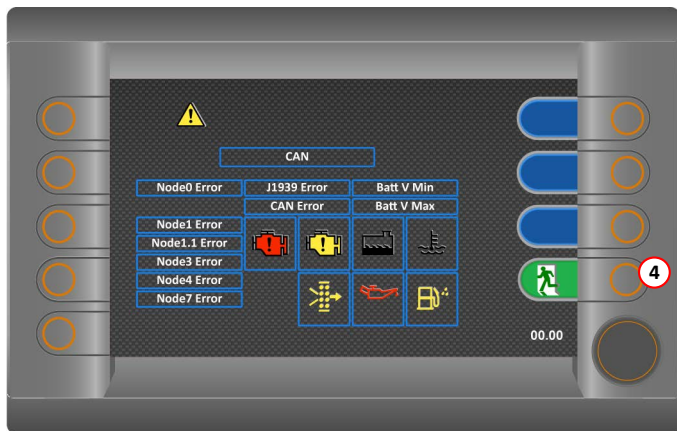 CAN
Node0 Error J1939 Error Batt V Min
CAN Error Batt V Max
Node1 Error
Node1.1 Error
Node3 Error
Node4 Error
Node7 Error
4
00.00